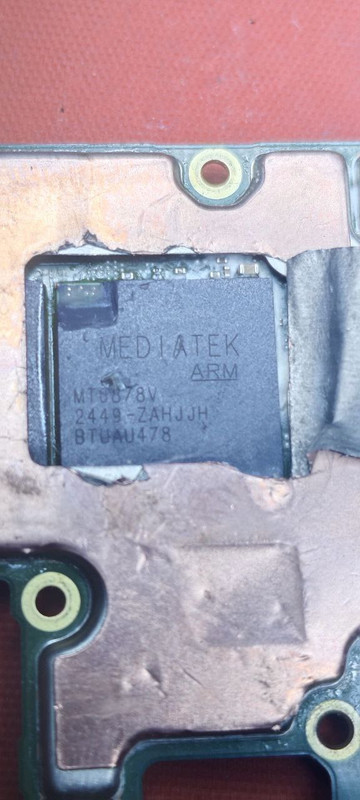 MEDIATEK
ARM
MT6878V
2449-ZAHJJH
BTUAU478